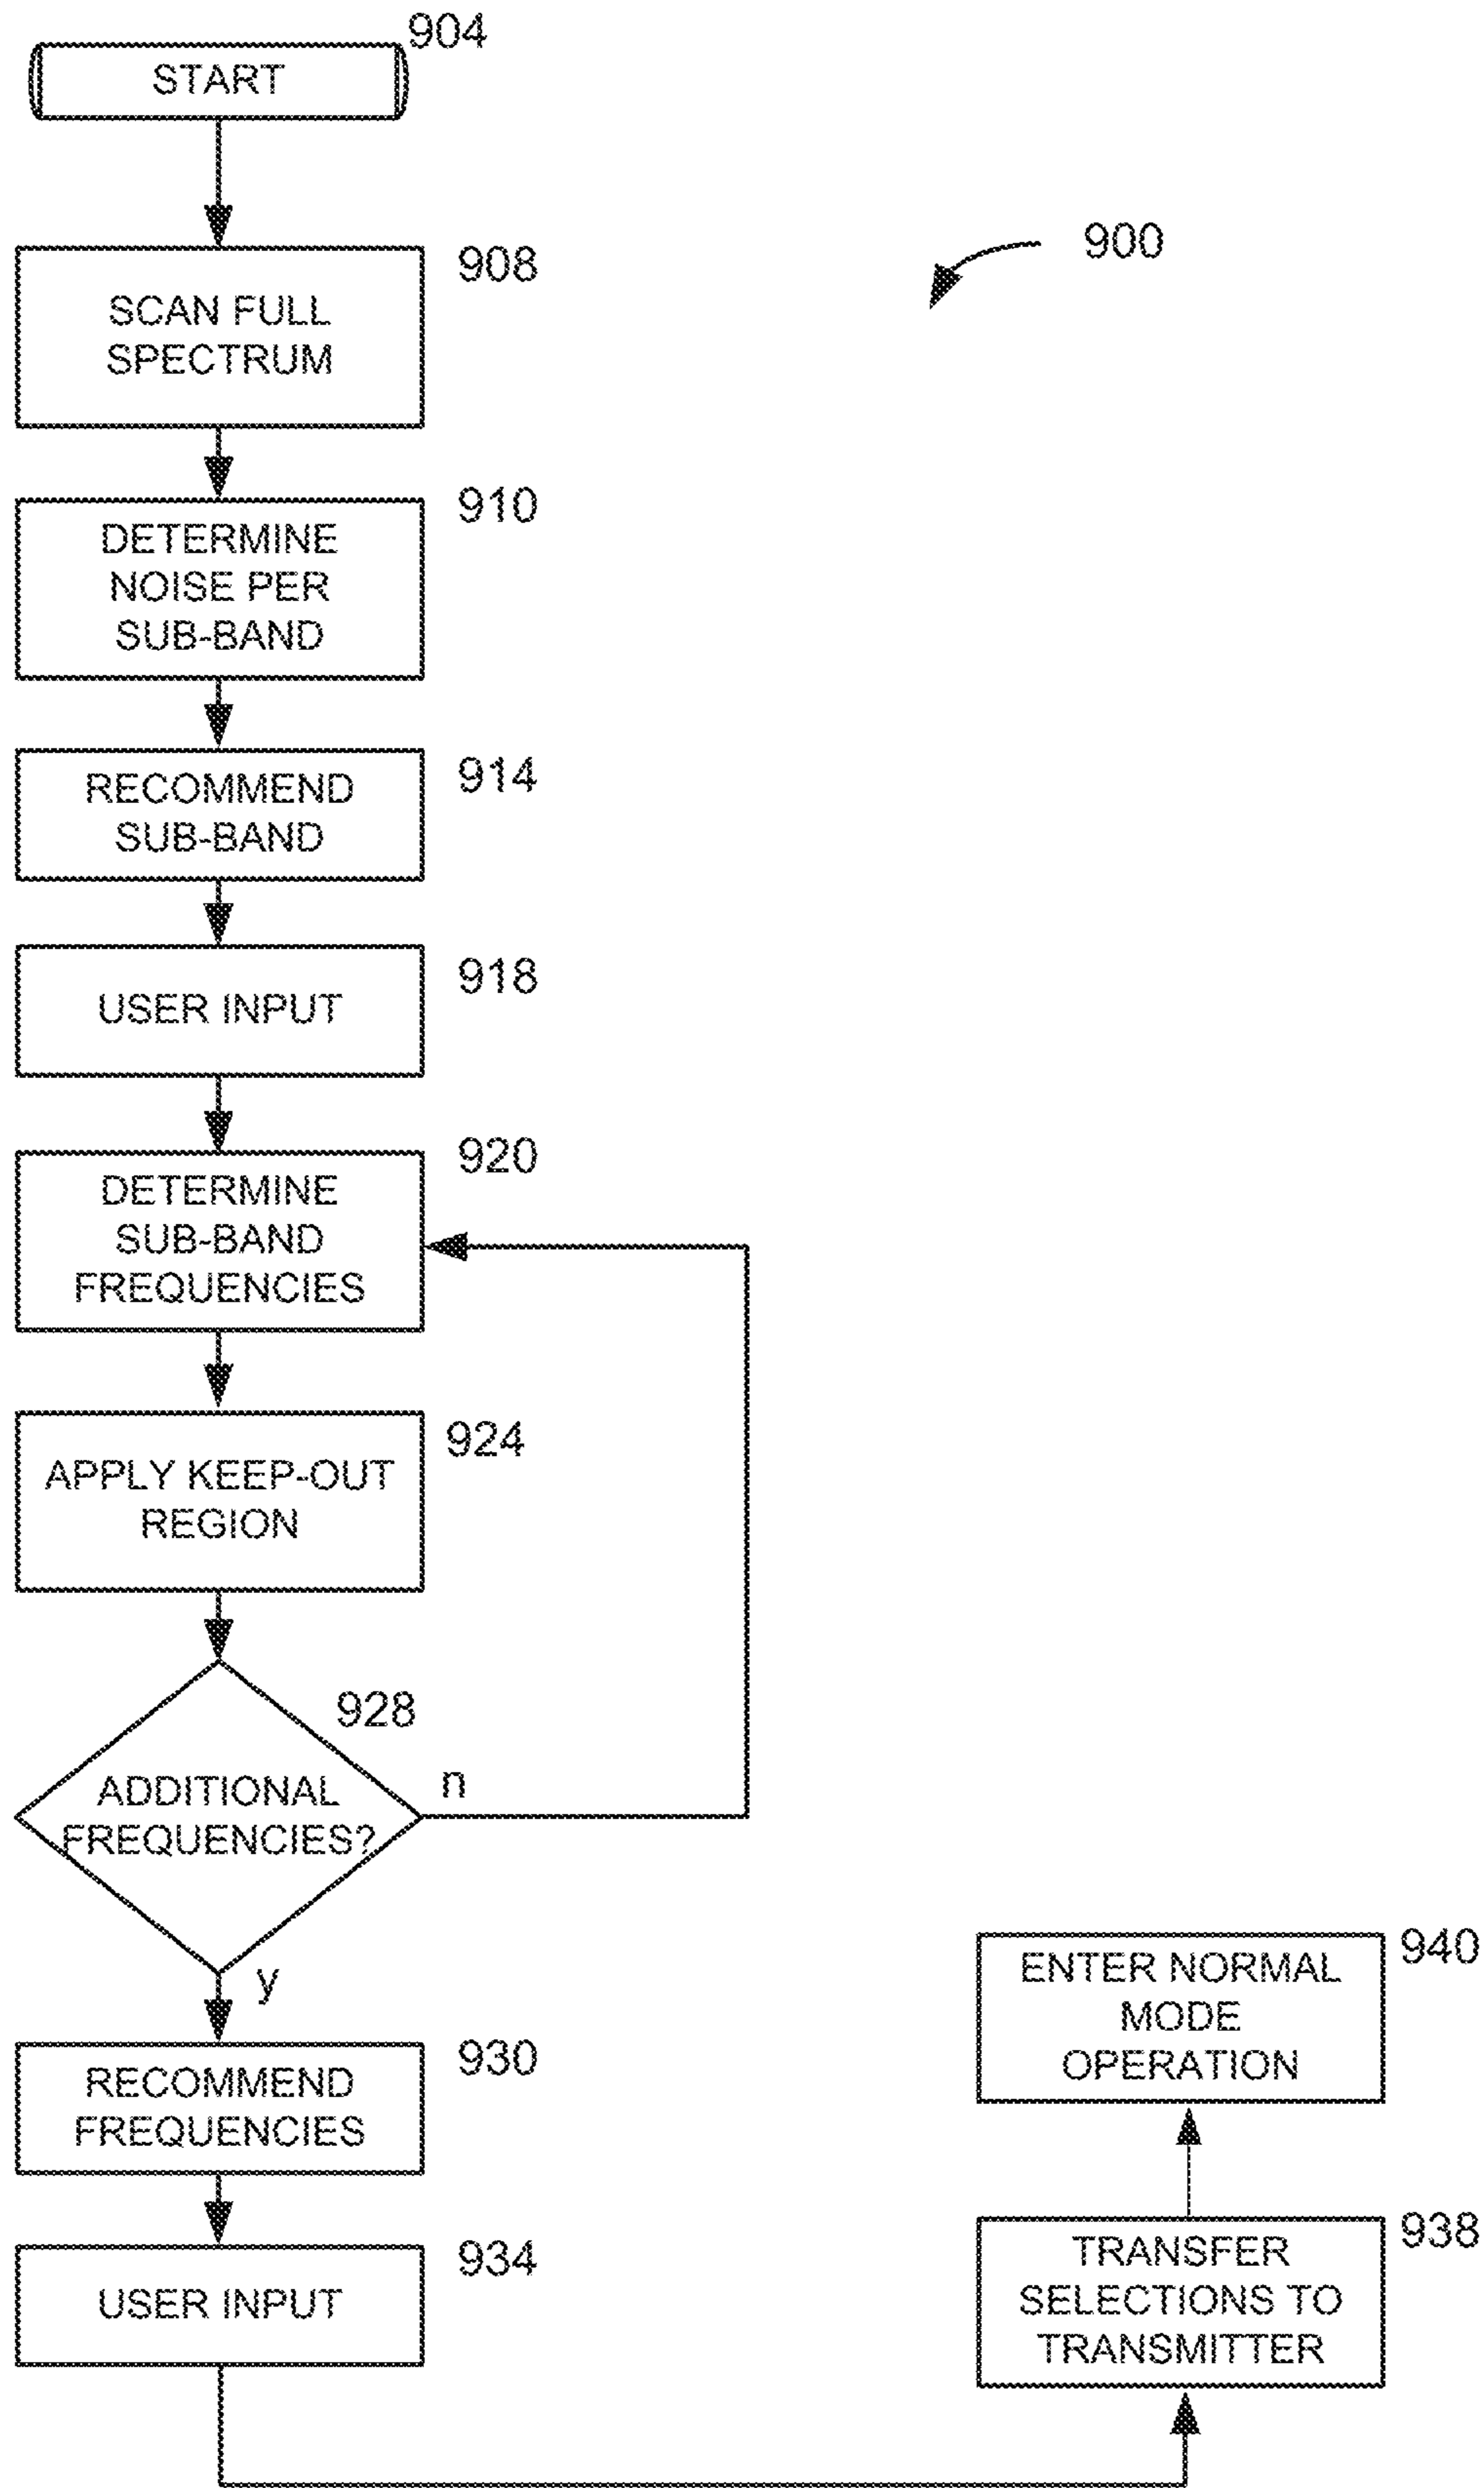 904
START
900
908
SCAN FULL
SPECTRUM
910
DETERMINE
NOISE PER
SUB-BAND
914
RECOMMEND
SUB-BAND
918
USER INPUT
920
DETERMINE
SUB-BAND
FREQUENCIES
924
APPLY KEEP-OUT
REGION
928
ADDITIONAL
FREQUENCIES?
n
y
930
RECOMMEND
FREQUENCIES
934
USER INPUT
938
TRANSFER
SELECTIONS TO
TRANSMITTER
940
ENTER NORMAL
MODE
OPERATION